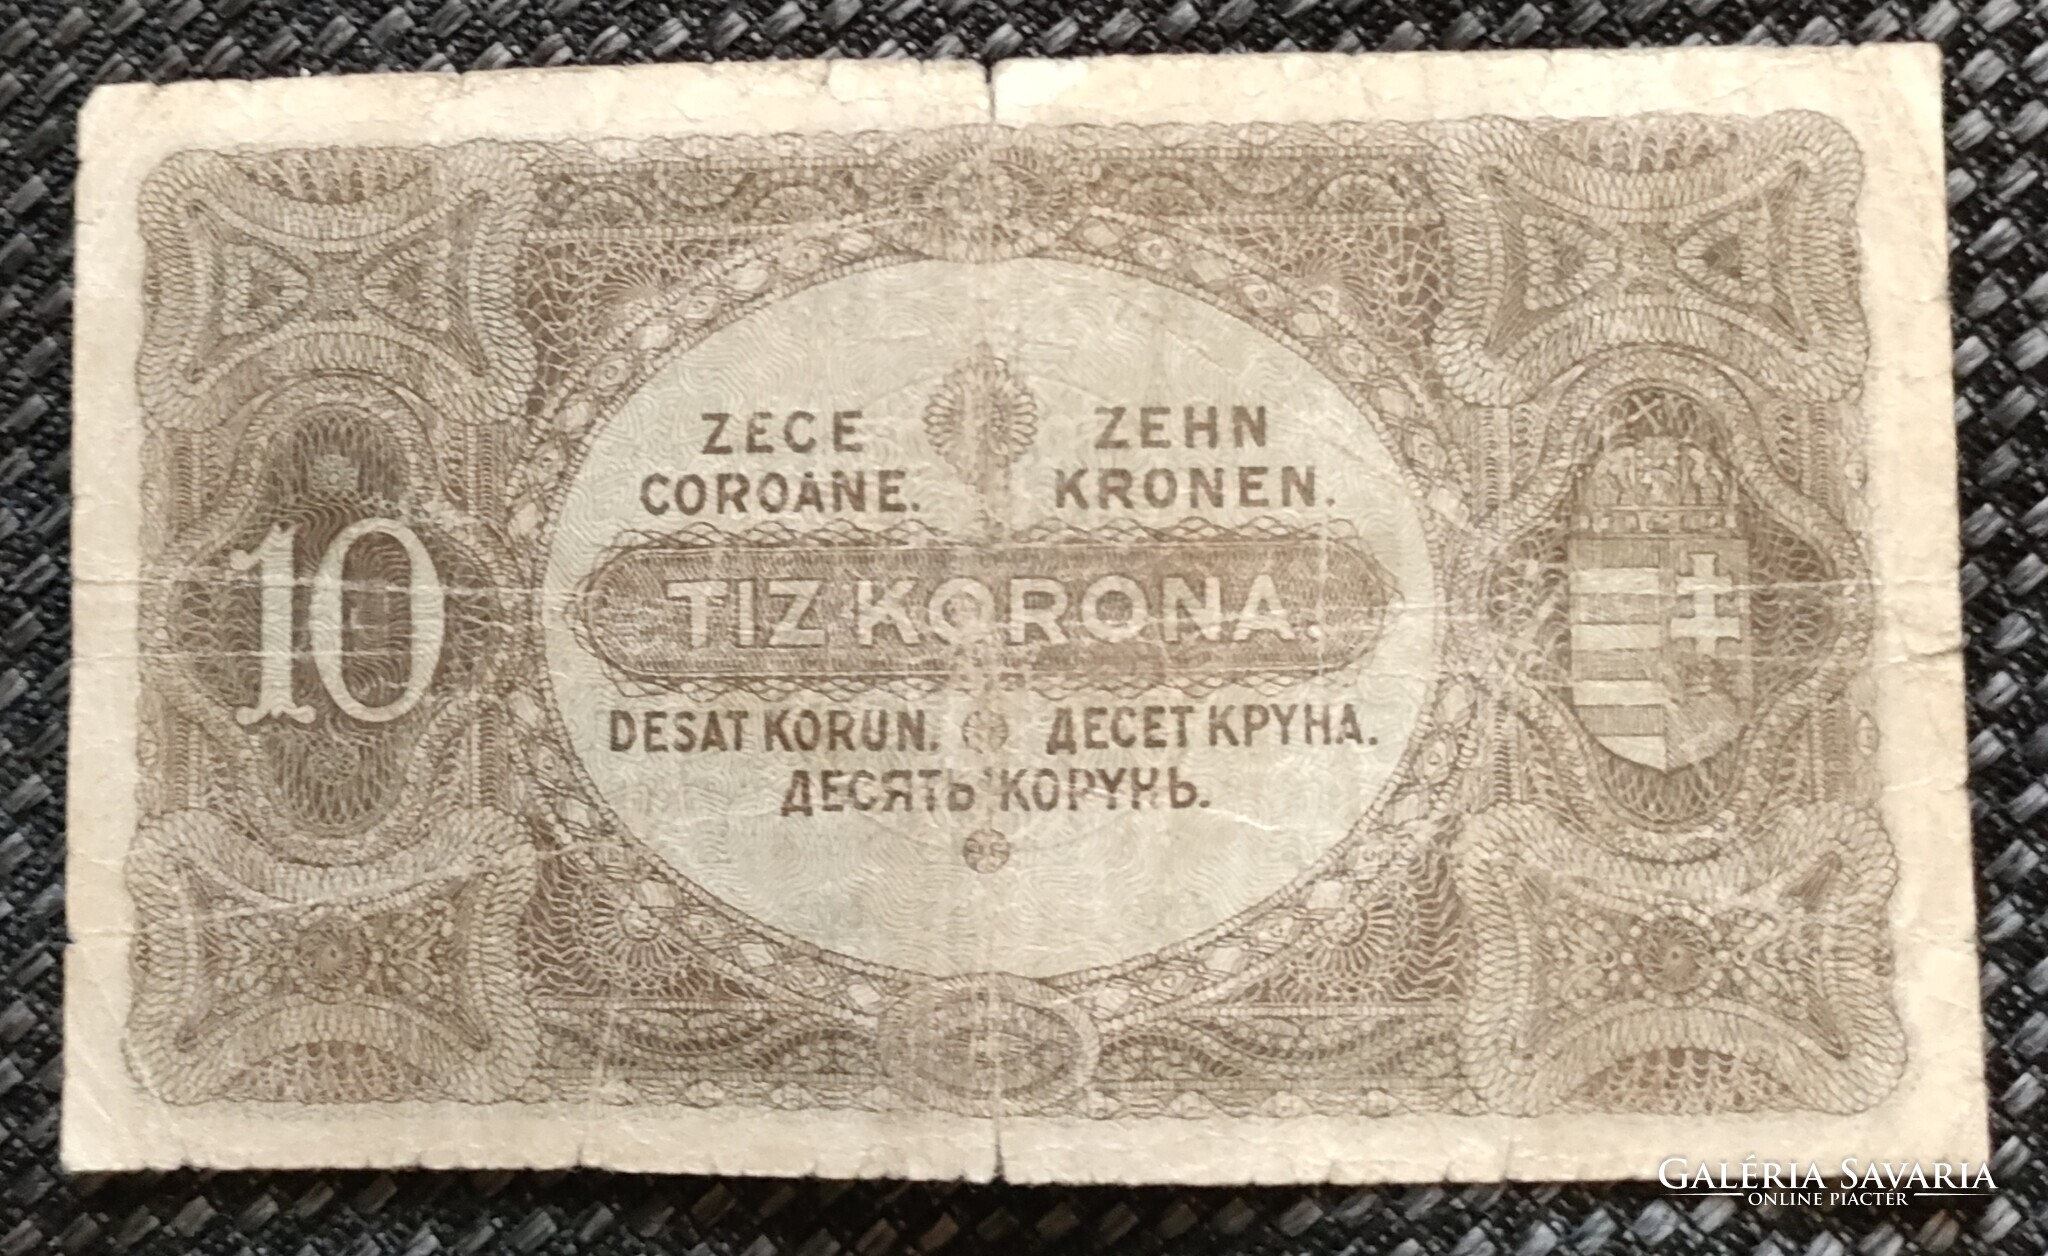 ZECE
COROANE.
ZEHN
KRONEN.
10
TIZ KORONA.
DESAT KORUN.
ДЕСЕТ КРУНА.
ДЕСЯТЬ КОРУНЬ.
GALÉRIA SAVARIA
ONLINE PIACTÉR